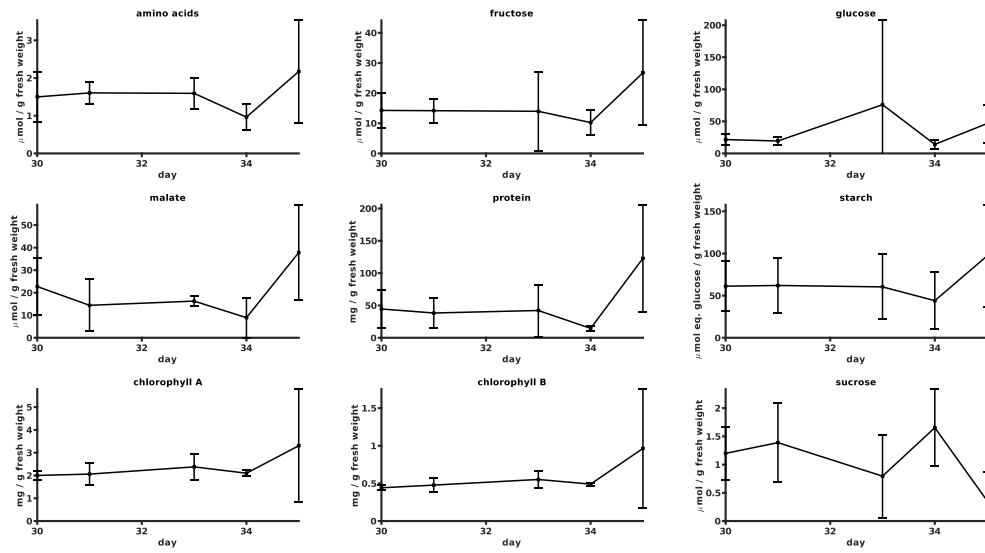 amino acids
μmol / g fresh weight
3
2
1
0
30 32 34
day
fructose
μmol / g fresh weight
40
30
20
10
0
30 32 34
day
glucose
μmol / g fresh weight
200
150
100
50
0
30 32 34
day
malate
μmol / g fresh weight
50
40
30
20
10
0
30 32 34
day
protein
mg / g fresh weight
200
150
100
50
0
30 32 34
day
starch
μmol eq. glucose / g fresh weight
150
100
50
0
30 32 34
day
chlorophyll A
mg / g fresh weight
5
4
3
2
1
0
30 32 34
day
chlorophyll B
mg / g fresh weight
1.5
1
0.5
0
30 32 34
day
sucrose
μmol / g fresh weight
2
1.5
1
0.5
0
30 32 34
day